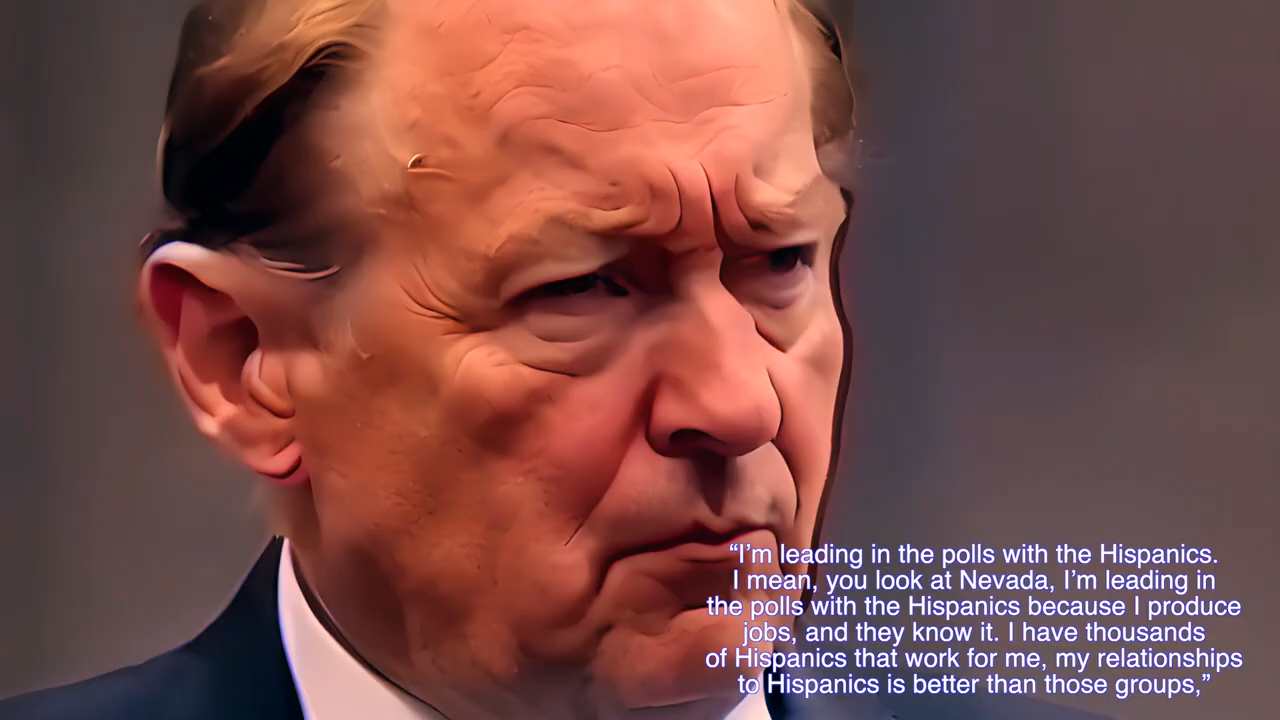 “I’m leading in the polls with the Hispanics.
I mean, you look at Nevada, I’m leading in
the polls with the Hispanics because I produce
jobs, and they know it. I have thousands
of Hispanics that work for me, my relationships
to Hispanics is better than those groups,”